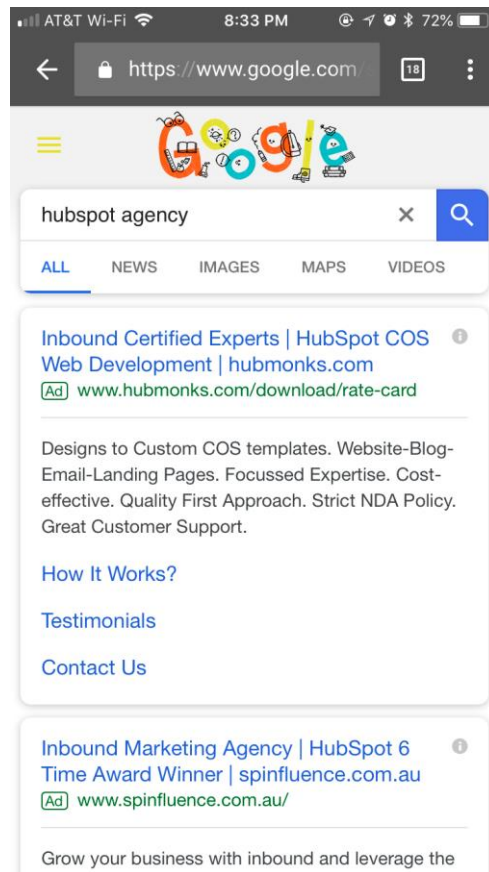 AT&T Wi-Fi 8:33 PM 72%
https://www.google.com/
18
Google
hubspot agency
ALL NEWS IMAGES MAPS VIDEOS
Inbound Certified Experts | HubSpot COS
Web Development | hubmonks.com
Ad www.hubmonks.com/download/rate-card
Designs to Custom COS templates. Website-Blog-
Email-Landing Pages. Focussed Expertise. Cost-
effective. Quality First Approach. Strict NDA Policy.
Great Customer Support.
How It Works?
Testimonials
Contact Us
Inbound Marketing Agency | HubSpot 6
Time Award Winner | spinfluence.com.au
Ad www.spinfluence.com.au/
Grow your business with inbound and leverage the